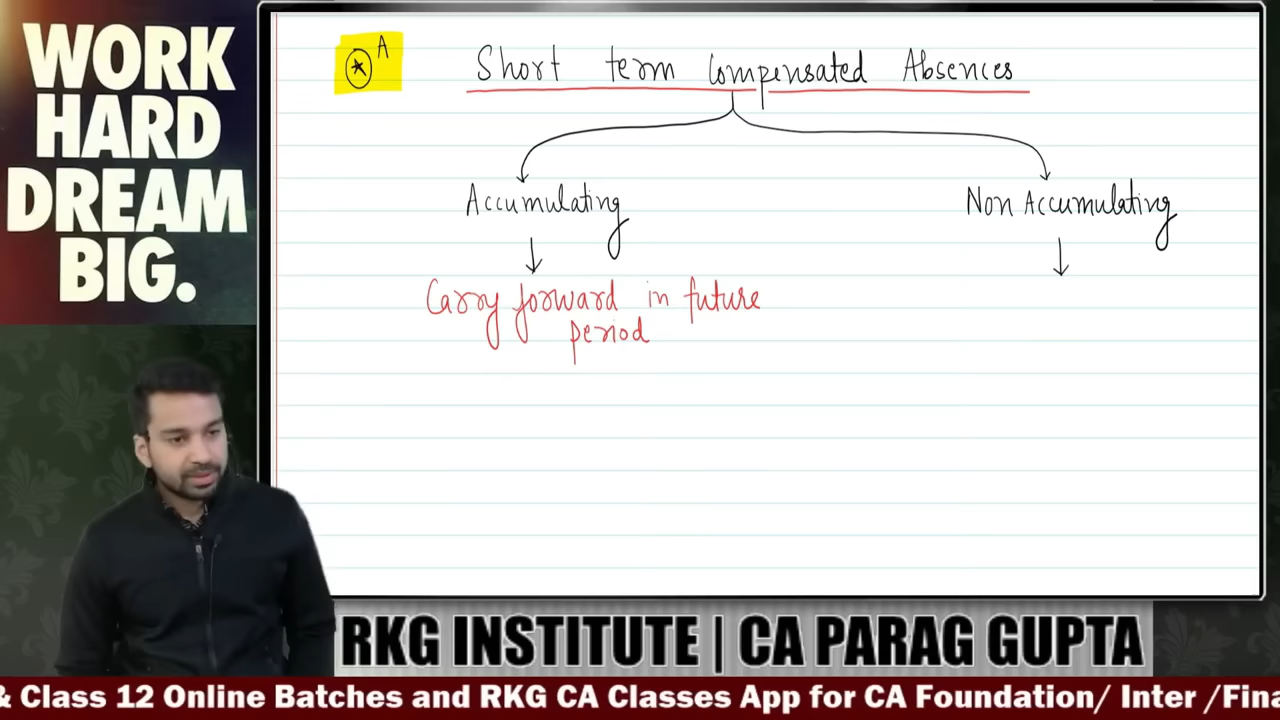 WORK
HARD
DREAM
BIG.
A
Short term Compensated Absences
Accumulating
Non Accumulating
Carry forward in future
period
RKG INSTITUTE | CA PARAG GUPTA
& Class 12 Online Batches and RKG CA Classes App for CA Foundation/ Inter /Fina